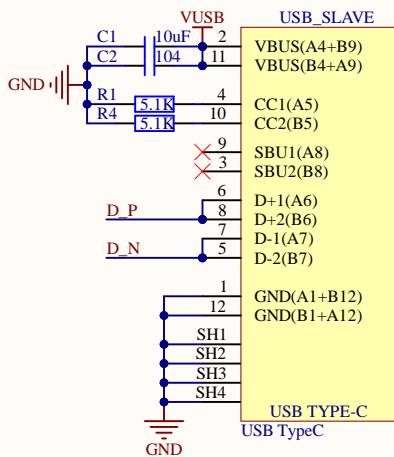 VUSB USB_SLAVE
C1 10uF 2 VBUS(A4+B9)
C2 104 11 VBUS(B4+A9)
GND
R1 5.1K 4 CC1(A5)
R4 5.1K 10 CC2(B5)
9 SBU1(A8)
3 SBU2(B8)
6 D+1(A6)
D_P 8 D+2(B6)
7 D-1(A7)
D_N 5 D-2(B7)
1 GND(A1+B12)
12 GND(B1+A12)
SH1
SH2
SH3
SH4
USB TYPE-C
USB TypeC
GND